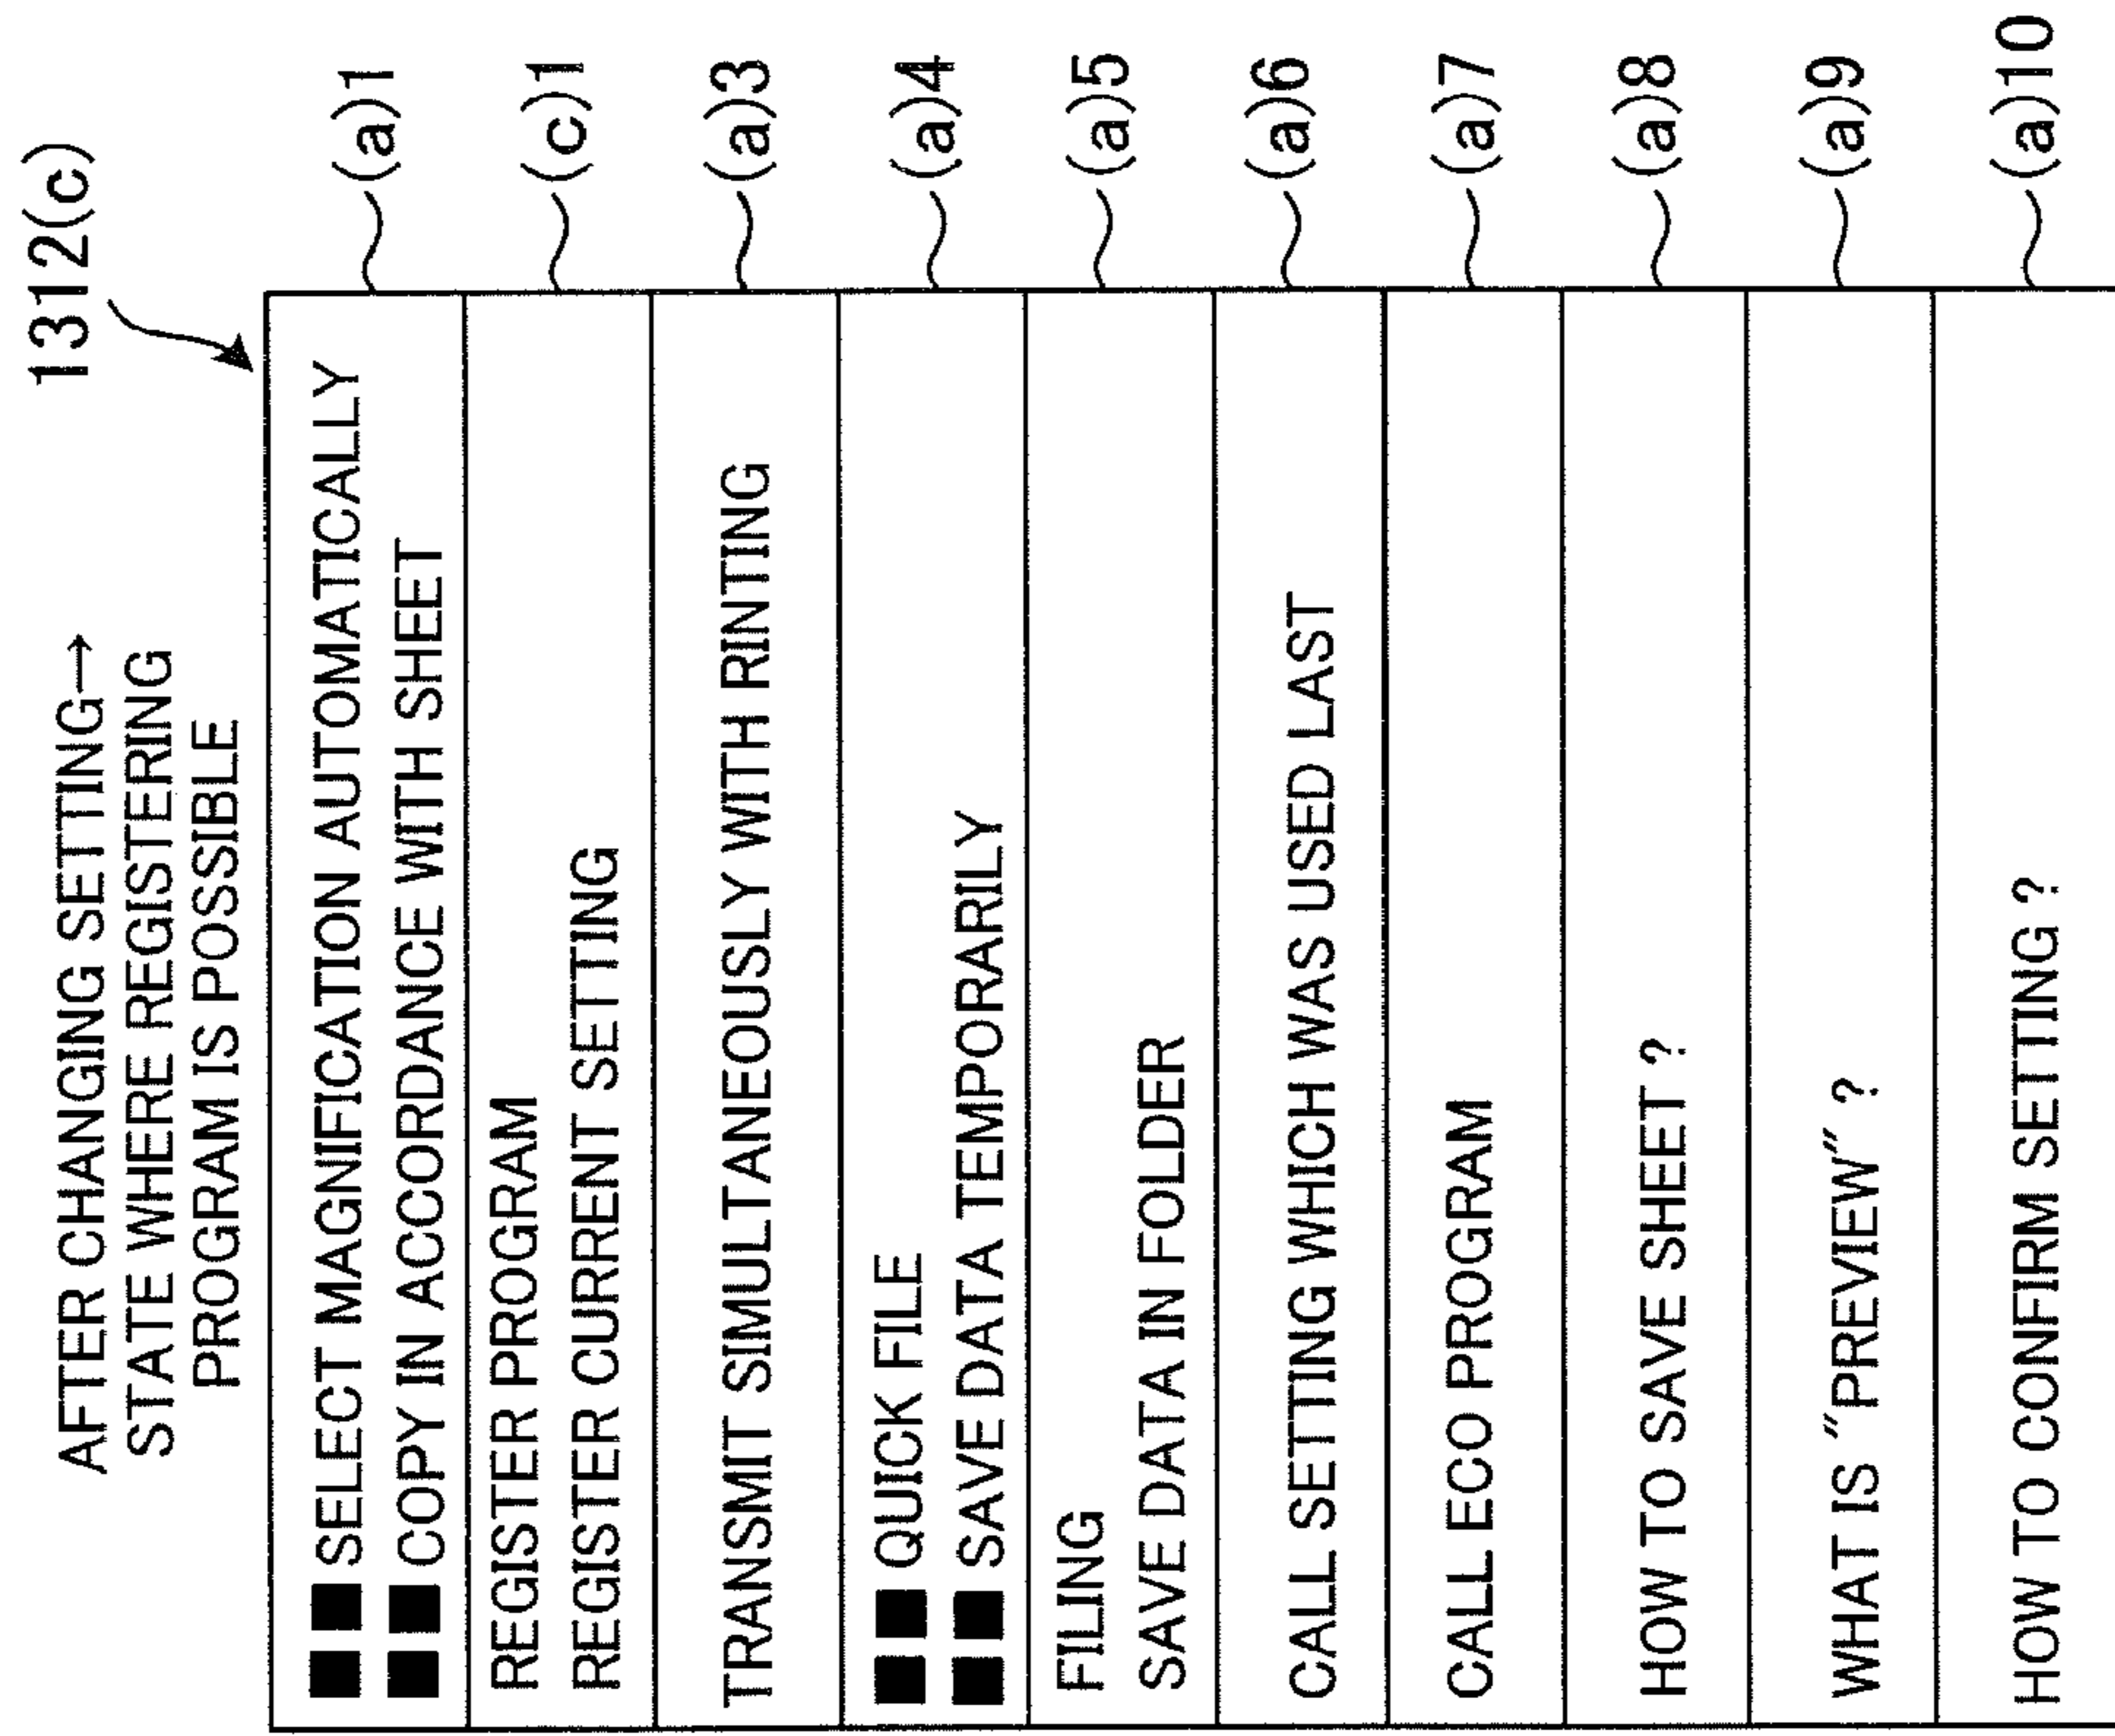 AFTER CHANGING SETTING→
STATE WHERE REGISTERING
PROGRAM IS POSSIBLE
1312(c)
■■ SELECT MAGNIFICATION AUTOMATICALLY
■■ COPY IN ACCORDANCE WITH SHEET
(a)1
REGISTER PROGRAM
REGISTER CURRENT SETTING
(c)1
TRANSMIT SIMULTANEOUSLY WITH RINTING
(a)3
■■ QUICK FILE
■■ SAVE DATA TEMPORARILY
(a)4
FILING
SAVE DATA IN FOLDER
(a)5
CALL SETTING WHICH WAS USED LAST
(a)6
CALL ECO PROGRAM
(a)7
HOW TO SAVE SHEET ?
(a)8
WHAT IS "PREVIEW" ?
(a)9
HOW TO CONFIRM SETTING ?
(a)10